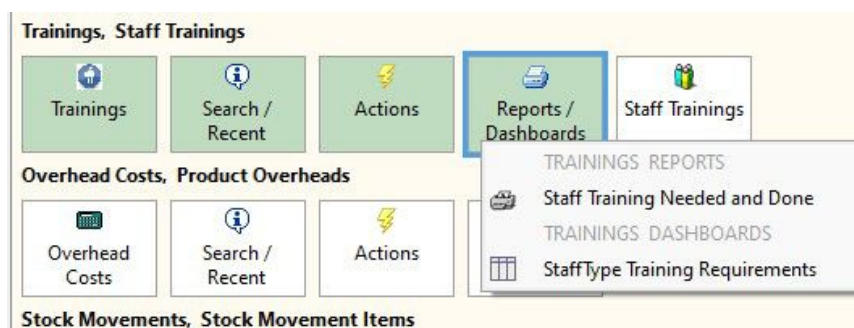 Trainings, Staff Trainings
Trainings
Search / Recent
Actions
Reports / Dashboards
Staff Trainings
TRAININGS REPORTS
Staff Training Needed and Done
TRAININGS DASHBOARDS
StaffType Training Requirements
Overhead Costs, Product Overheads
Overhead Costs
Search / Recent
Actions
Stock Movements, Stock Movement Items